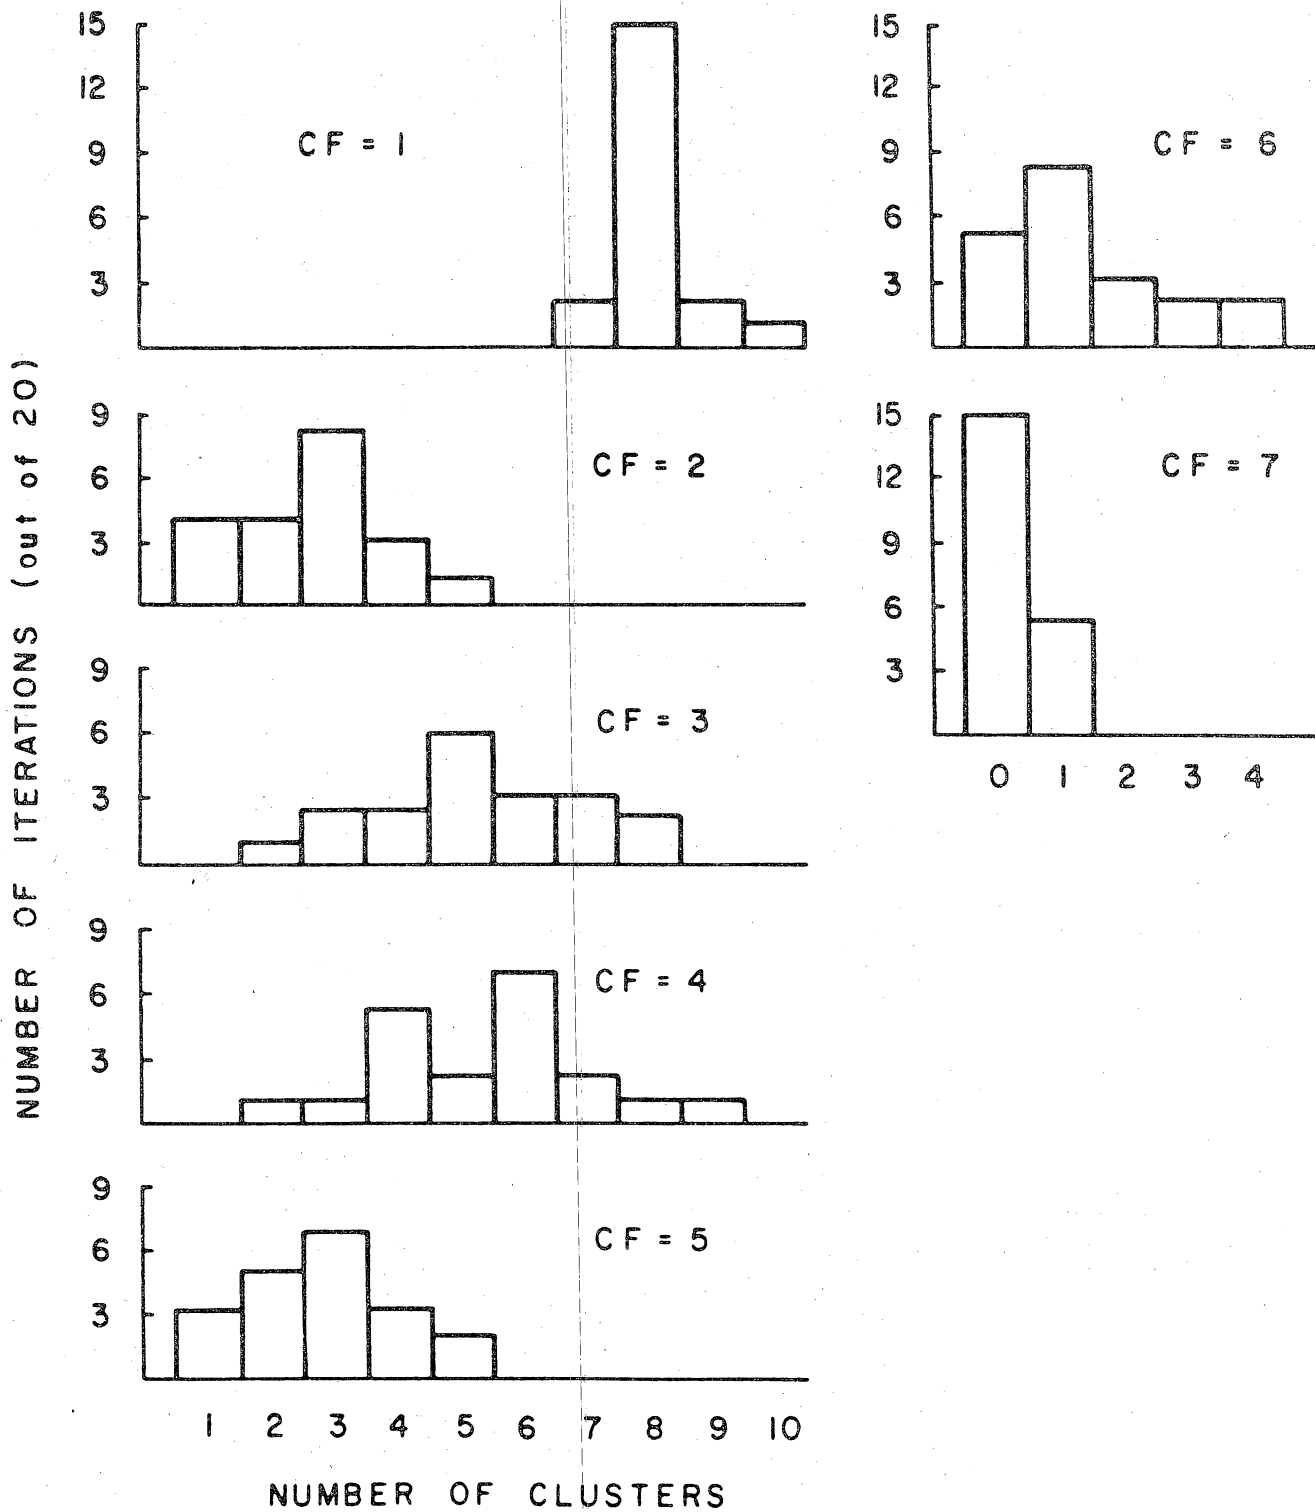 NUMBER OF ITERATIONS (out of 20)
15
12
9
6
3
CF = 1
9
6
3
CF = 2
9
6
3
CF = 3
9
6
3
CF = 4
9
6
3
CF = 5
1 2 3 4 5 6 7 8 9 10
NUMBER OF CLUSTERS
15
12
9
6
3
CF = 6
15
12
9
6
3
CF = 7
0 1 2 3 4